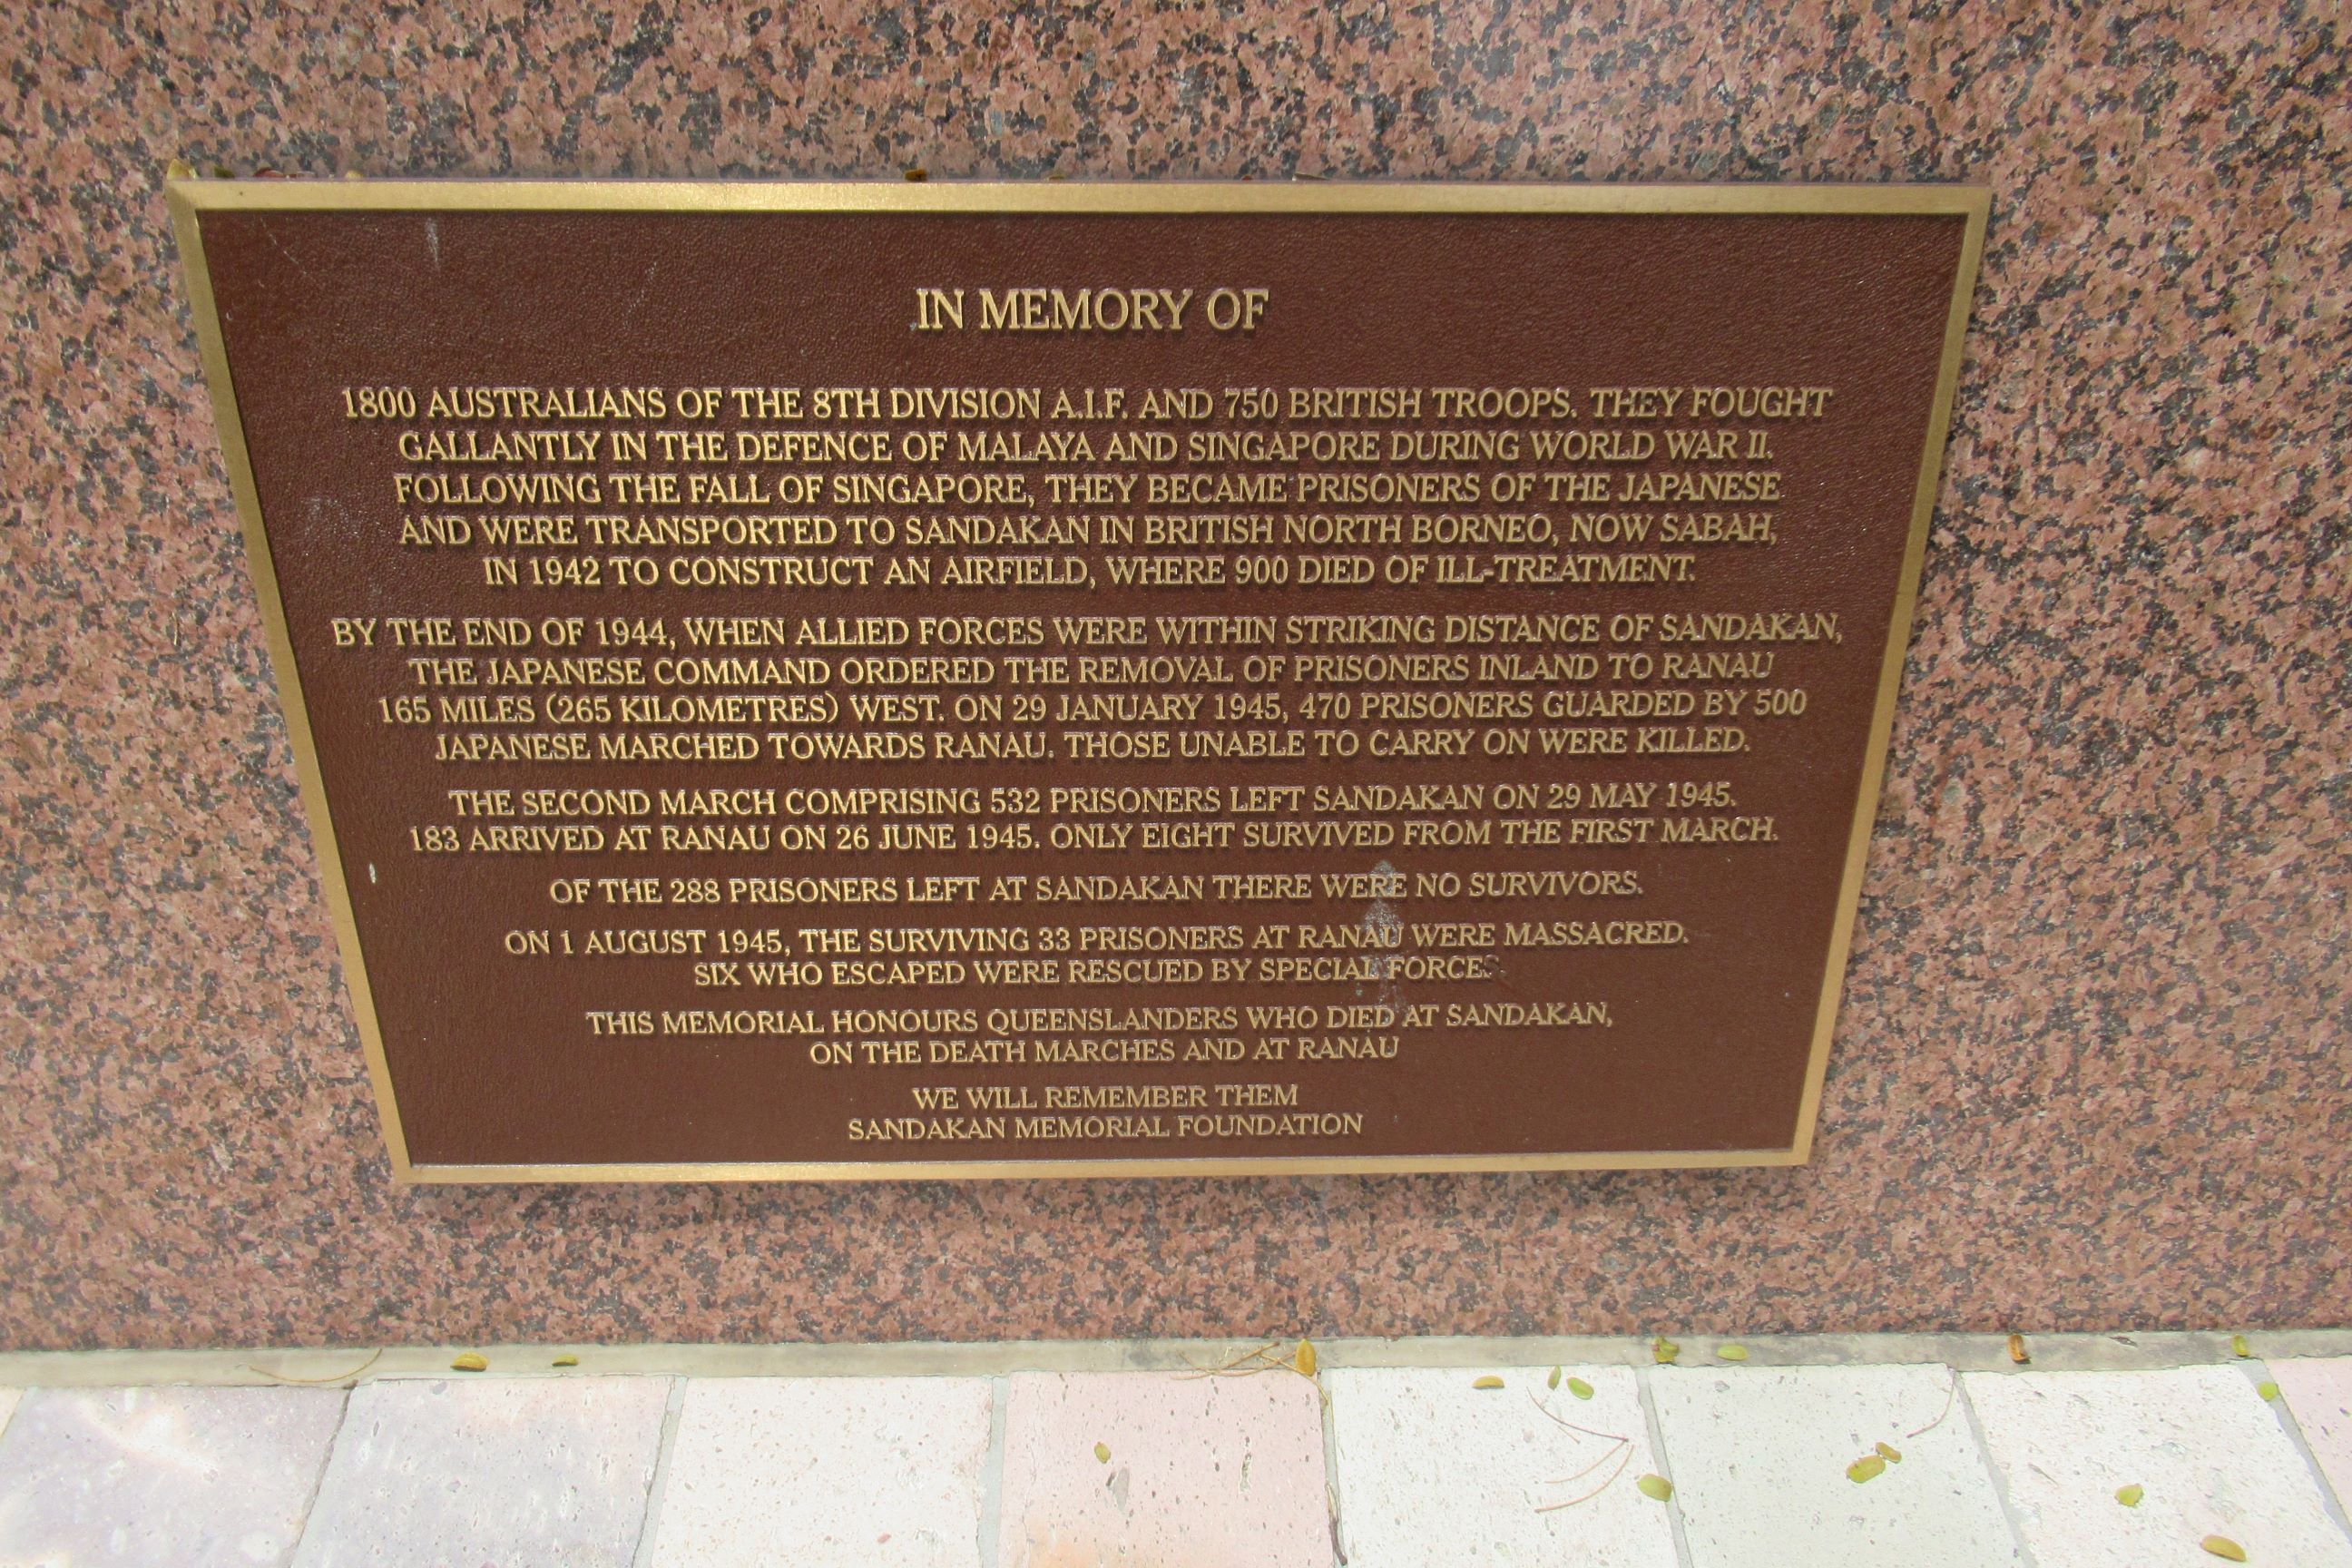 IN MEMORY OF
1800 AUSTRALIANS OF THE 8TH DIVISION A.I.F. AND 750 BRITISH TROOPS. THEY FOUGHT
GALLANTLY IN THE DEFENCE OF MALAYA AND SINGAPORE DURING WORLD WAR II.
FOLLOWING THE FALL OF SINGAPORE, THEY BECAME PRISONERS OF THE JAPANESE
AND WERE TRANSPORTED TO SANDAKAN IN BRITISH NORTH BORNEO, NOW SABAH,
IN 1942 TO CONSTRUCT AN AIRFIELD, WHERE 900 DIED OF ILL-TREATMENT.
BY THE END OF 1944, WHEN ALLIED FORCES WERE WITHIN STRIKING DISTANCE OF SANDAKAN,
THE JAPANESE COMMAND ORDERED THE REMOVAL OF PRISONERS INLAND TO RANAU
165 MILES (265 KILOMETRES) WEST. ON 29 JANUARY 1945, 470 PRISONERS GUARDED BY 500
JAPANESE MARCHED TOWARDS RANAU. THOSE UNABLE TO CARRY ON WERE KILLED.
THE SECOND MARCH COMPRISING 532 PRISONERS LEFT SANDAKAN ON 29 MAY 1945.
183 ARRIVED AT RANAU ON 26 JUNE 1945. ONLY EIGHT SURVIVED FROM THE FIRST MARCH.
OF THE 288 PRISONERS LEFT AT SANDAKAN THERE WERE NO SURVIVORS.
ON 1 AUGUST 1945, THE SURVIVING 33 PRISONERS AT RANAU WERE MASSACRED.
SIX WHO ESCAPED WERE RESCUED BY SPECIAL FORCES.
THIS MEMORIAL HONOURS QUEENSLANDERS WHO DIED AT SANDAKAN,
ON THE DEATH MARCHES AND AT RANAU
WE WILL REMEMBER THEM
SANDAKAN MEMORIAL FOUNDATION